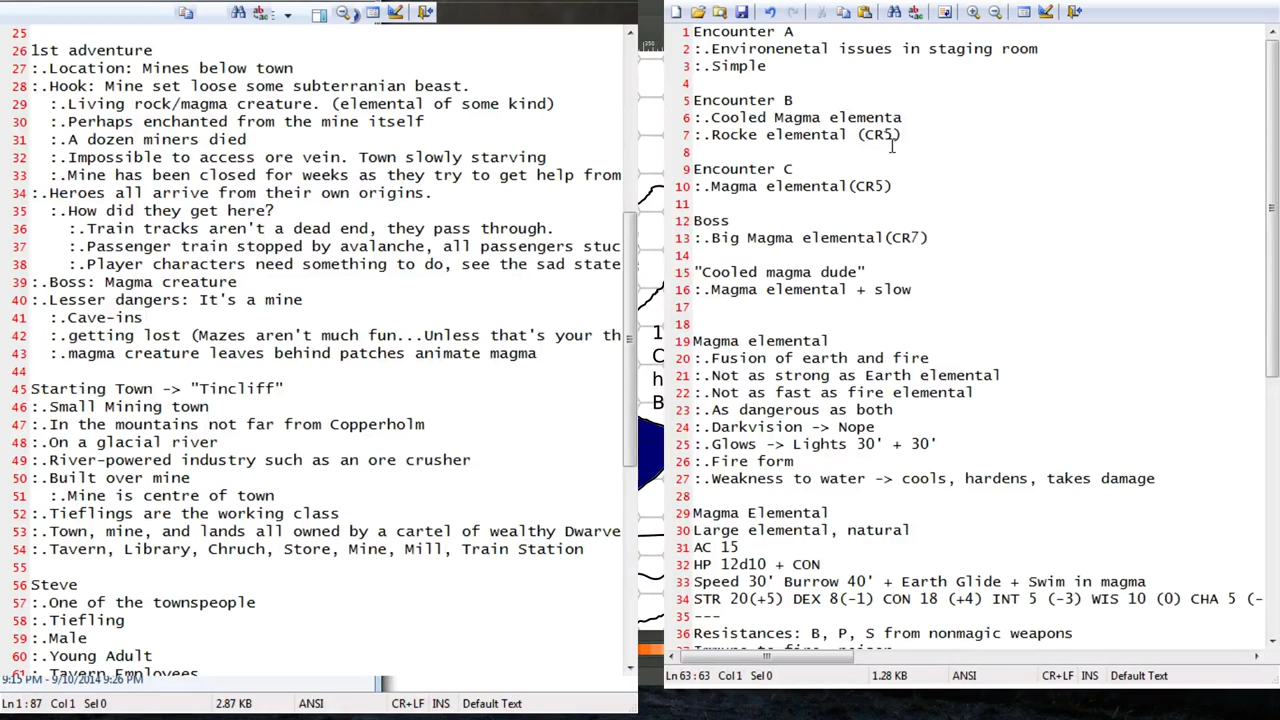 25
26 1st adventure
27 :.Location: Mines below town
28 :.Hook: Mine set loose some subterranian beast.
29 :.Living rock/magma creature. (elemental of some kind)
30 :.Perhaps enchanted from the mine itself
31 :.A dozen miners died
32 :.Impossible to access ore vein. Town slowly starving
33 :.Mine has been closed for weeks as they try to get help from
34 :.Heroes all arrive from their own origins.
35 :.How did they get here?
36 :.Train tracks aren't a dead end, they pass through.
37 :.Passenger train stopped by avalanche, all passengers stuc
38 :.Player characters need something to do, see the sad state
39 :.Boss: Magma creature
40 :.Lesser dangers: It's a mine
41 :.Cave-ins
42 :.getting lost (Mazes aren't much fun...Unless that's your th
43 :.magma creature leaves behind patches animate magma
44
45 Starting Town -> "Tincliff"
46 :.Small Mining town
47 :.In the mountains not far from Copperholm
48 :.On a glacial river
49 :.River-powered industry such as an ore crusher
50 :.Built over mine
51 :.Mine is centre of town
52 :.Tieflings are the working class
53 :.Town, mine, and lands all owned by a cartel of wealthy Dwarve
54 :.Tavern, Library, Chruch, Store, Mine, Mill, Train Station
55
56 Steve
57 :.One of the townspeople
58 :.Tiefling
59 :.Male
60 :.Young Adult
61 :.Tavern Employees
9:15 PM - 9/10/2014 9:26 PM
Ln 1 : 87 Col 1 Sel 0 2.87 KB ANSI CR+LF INS Default Text
350
1
C
h
B
1 Encounter A
2 :.Environenetal issues in staging room
3 :.Simple
4
5 Encounter B
6 :.Cooled Magma elementa
7 :.Rocke elemental (CR5)
8
9 Encounter C
10 :.Magma elemental(CR5)
11
12 Boss
13 :.Big Magma elemental(CR7)
14
15 "Cooled magma dude"
16 :.Magma elemental + slow
17
18
19 Magma elemental
20 :.Fusion of earth and fire
21 :.Not as strong as Earth elemental
22 :.Not as fast as fire elemental
23 :.As dangerous as both
24 :.Darkvision -> Nope
25 :.Glows -> Lights 30' + 30'
26 :.Fire form
27 :.Weakness to water -> cools, hardens, takes damage
28
29 Magma Elemental
30 Large elemental, natural
31 AC 15
32 HP 12d10 + CON
33 Speed 30' Burrow 40' + Earth Glide + Swim in magma
34 STR 20(+5) DEX 8(-1) CON 18 (+4) INT 5 (-3) WIS 10 (0) CHA 5 (-
35 ---
36 Resistances: B, P, S from nonmagic weapons
37 Immune to fire, poison
Ln 63 : 63 Col 1 Sel 0 1.28 KB ANSI CR+LF INS Default Text